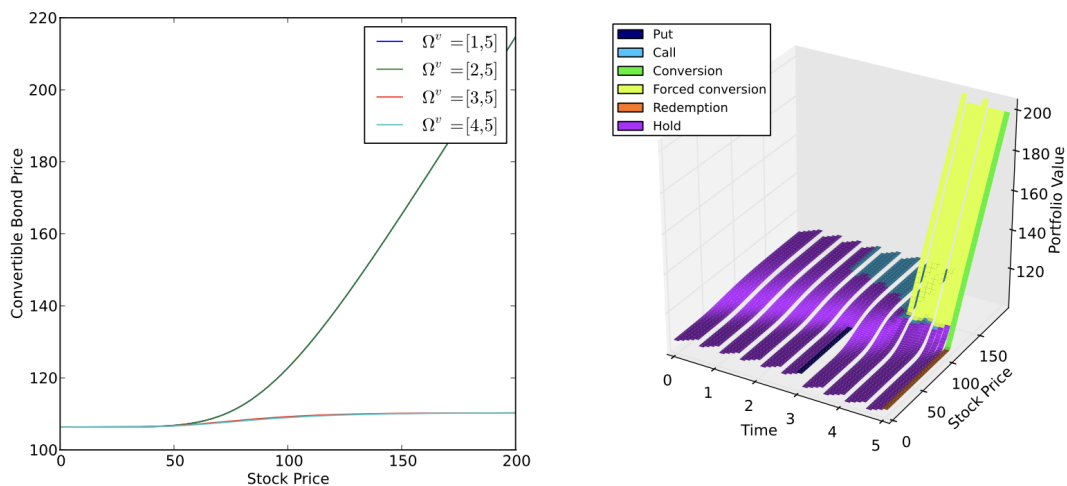 220
200
180
160
140
120
100
0
50
100
150
200
Convertible Bond Price
Stock Price
Ω^v =[1,5]
Ω^v =[2,5]
Ω^v =[3,5]
Ω^v =[4,5]
Put
Call
Conversion
Forced conversion
Redemption
Hold
200
180
160
140
120
Portfolio Value
0
1
2
3
4
5
Time
0
50
100
150
Stock Price